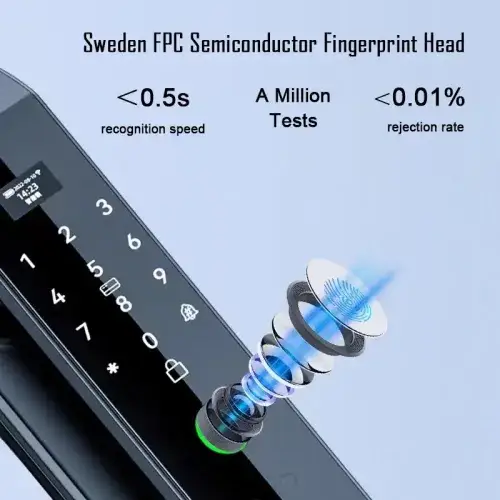 Sweden FPC Semiconductor Fingerprint Head
<0.5s
recognition speed
A Million
Tests
<0.01%
rejection rate
14:23
1 2 3
4 5 6
7 8 9
* 0